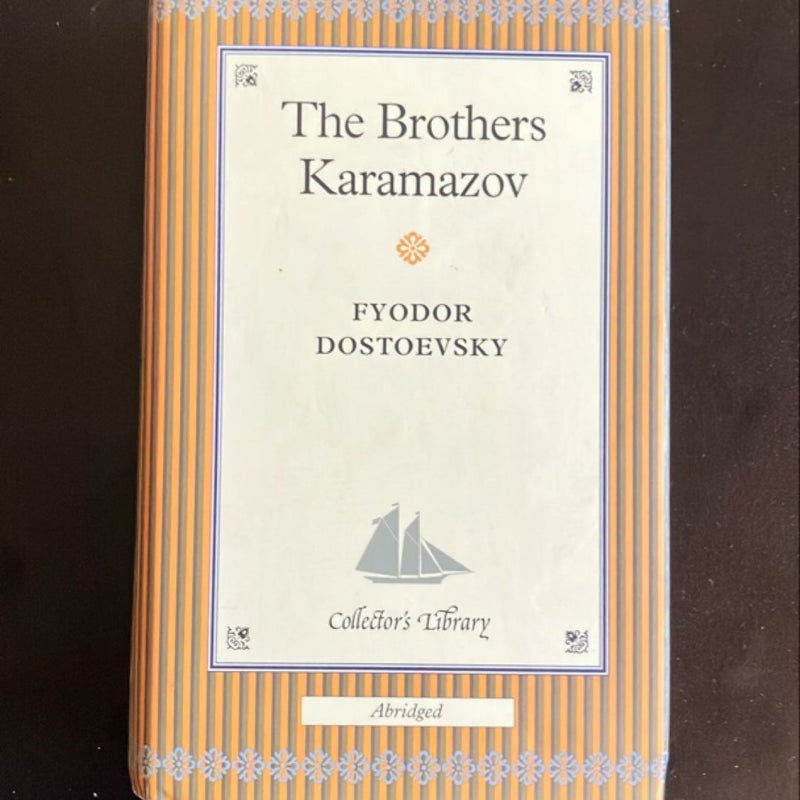 The Brothers
Karamazov
FYODOR
DOSTOEVSKY
Collector's Library
Abridged